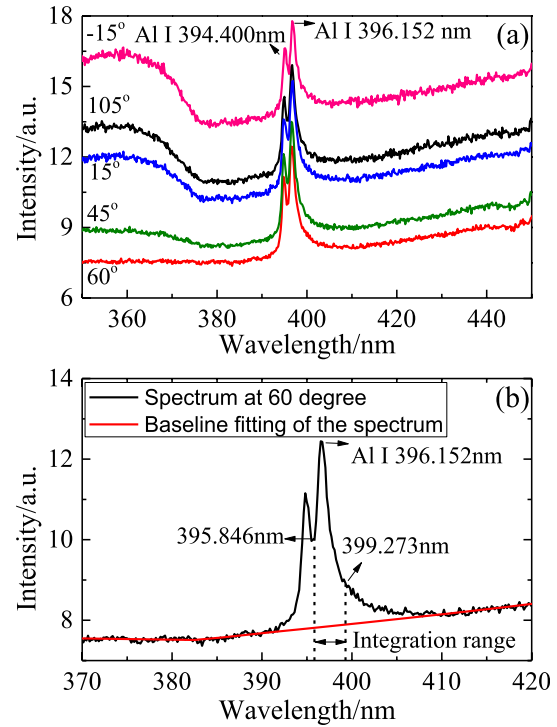 (a)
-15°
Al I 394.400nm
Al I 396.152 nm
105°
15°
45°
60°
18
15
12
9
6
Intensity/a.u.
360 380 400 420 440
Wavelength/nm
(b)
Spectrum at 60 degree
Baseline fitting of the spectrum
Al I 396.152nm
395.846nm
399.273nm
Integration range
14
12
10
8
6
Intensity/a.u.
370 380 390 400 410 420
Wavelength/nm